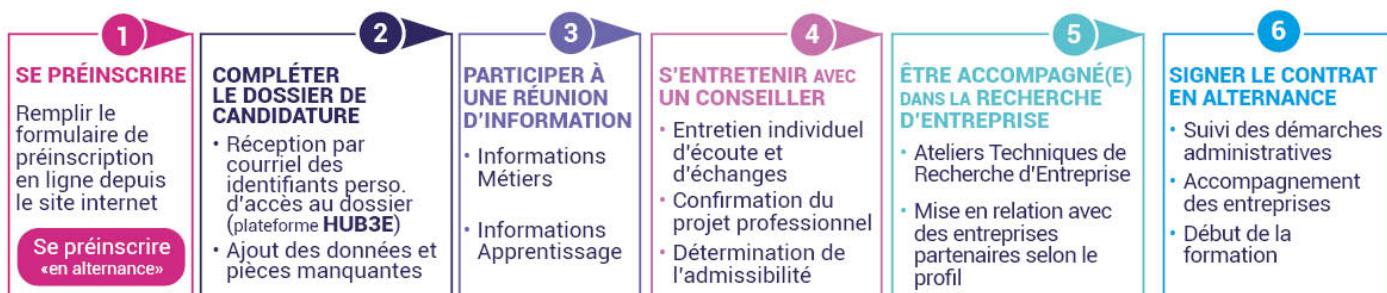 1
SE PRÉINSCRIRE
Remplir le
formulaire de
préinscription
en ligne depuis
le site internet
Se préinscrire
«en alternance»
2
COMPLÉTER
LE DOSSIER DE
CANDIDATURE
• Réception par
courriel des
identifiants perso.
d'accès au dossier
(plateforme HUB3E)
• Ajout des données et
pièces manquantes
3
PARTICIPER À
UNE RÉUNION
D'INFORMATION
• Informations
Métiers
• Informations
Apprentissage
4
S'ENTRETENIR AVEC
UN CONSEILLER
• Entretien individuel
d'écoute et
d'échanges
• Confirmation du
projet professionnel
• Détermination de
l'admissibilité
5
ÊTRE ACCOMPAGNÉ(E)
DANS LA RECHERCHE
D'ENTREPRISE
• Ateliers Techniques de
Recherche d'Entreprise
• Mise en relation avec
des entreprises
partenaires selon le
profil
6
SIGNER LE CONTRAT
EN ALTERNANCE
• Suivi des démarches
administratives
• Accompagnement
des entreprises
• Début de la
formation